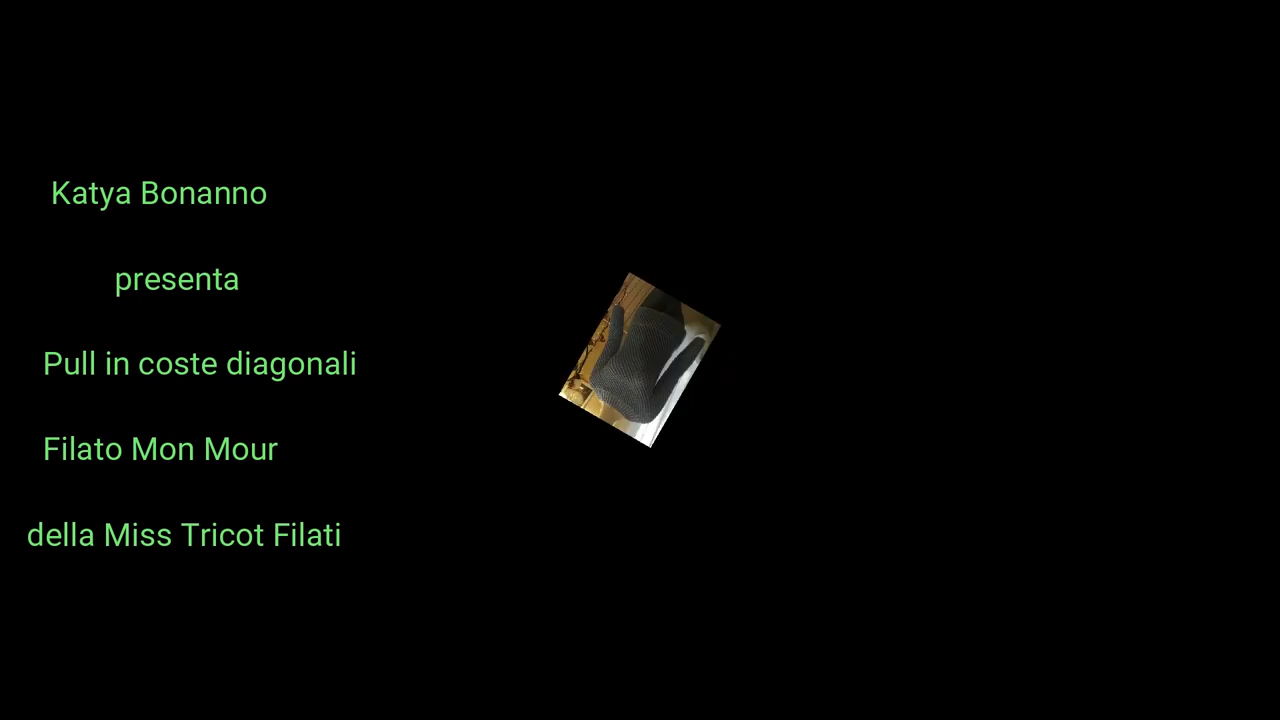 Katya Bonanno
presenta
Pull in coste diagonali
Filato Mon Mour
della Miss Tricot Filati